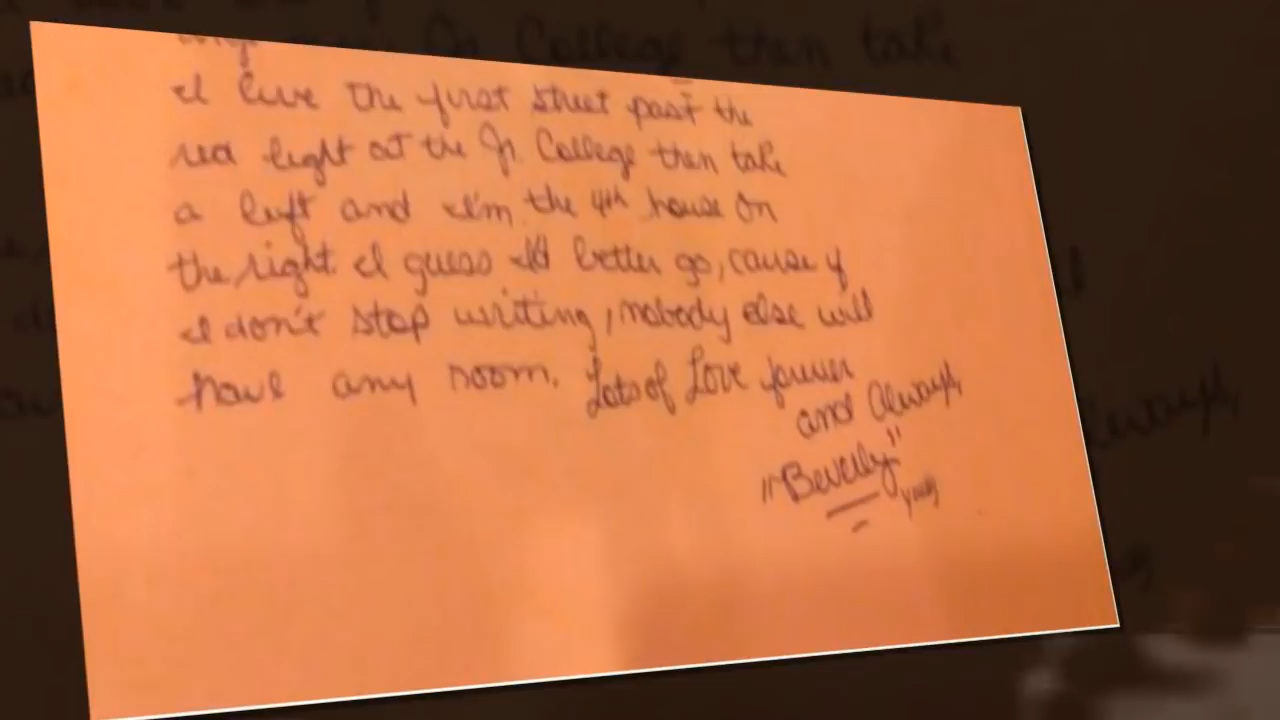 I live the first street past the
red light at the Jr. College then take
a left and I'm the 4th house on
the right. I guess I'd better go, cause if
I don't stop writing, nobody else will
have any room. Lots of Love forever
and Always,
"Beverly"